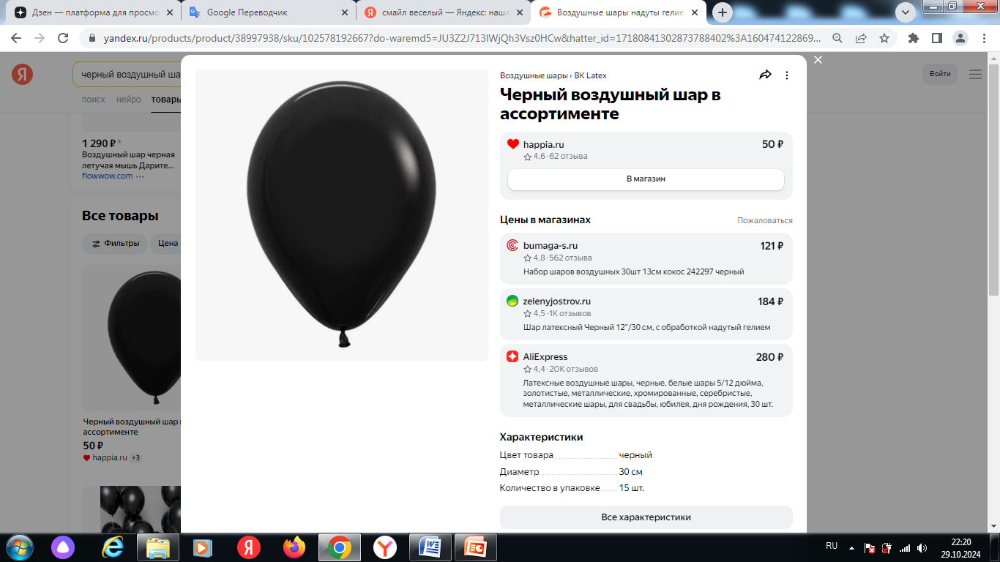 Дзен — платформа для просмо
Google Переводчик
смайл веселый — Яндекс: нашл
Воздушные шары надуты гелие
yandex.ru/products/product/38997938/sku/102578192667?do-waremd5=JU3Z2J713IWjQh3Vsz0HCw&hatter_id=17180841302873788402%3A160474122869...
Я
черный воздушный ша
Войти
поиск нейро товары
1 290 ₽*
Воздушный шар черная
летучая мышь Дарите...
flowwow.com
Все товары
Фильтры
Цена
Черный воздушный шар в
ассортименте
50 ₽
happia.ru +3
Воздушные шары › BK Latex
Черный воздушный шар в
ассортименте
happia.ru 50 ₽
4,6 · 62 отзыва
В магазин
Цены в магазинах Пожаловаться
bumaga-s.ru 121 ₽
4,8 · 562 отзыва
Набор шаров воздушных 30шт 13см кокос 242297 черный
zelenyjostrov.ru 184 ₽
4,5 · 1K отзывов
Шар латексный Черный 12"/30 см, с обработкой надутый гелием
AliExpress 280 ₽
4,4 · 20K отзывов
Латексные воздушные шары, черные, белые шары 5/12 дюйма,
золотистые, металлические, хромированные, серебристые,
металлические шары, для свадьбы, юбилея, дня рождения, 30 шт.
Характеристики
Цвет товара черный
Диаметр 30 см
Количество в упаковке 15 шт.
Все характеристики
RU
22:20
29.10.2024